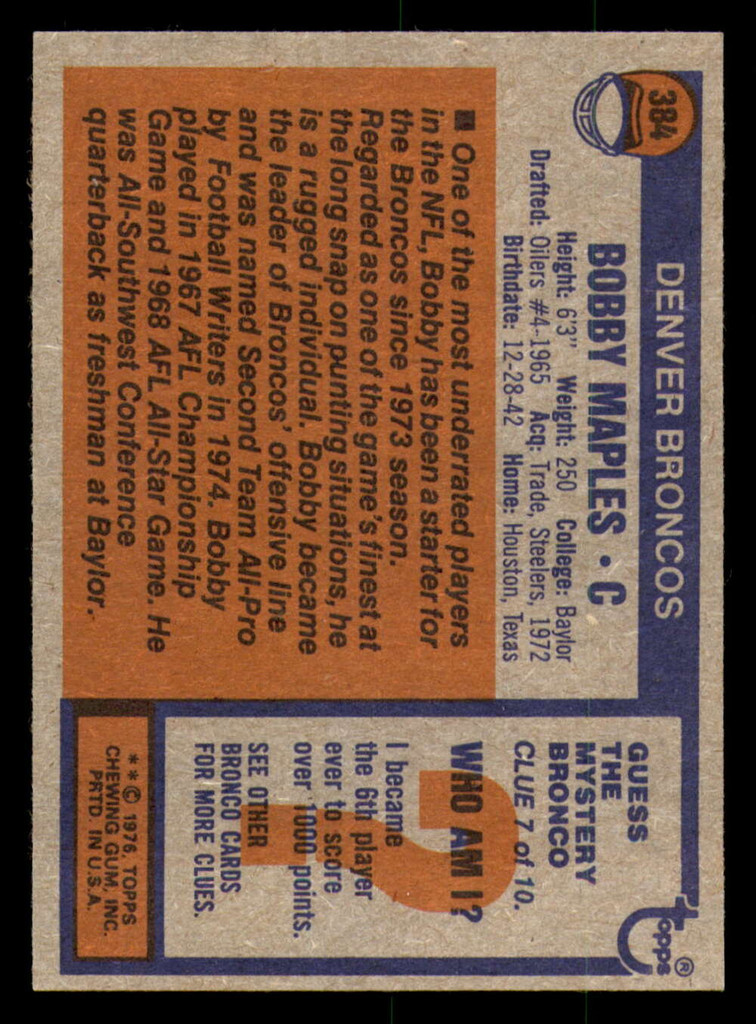 384
DENVER BRONCOS
BOBBY MAPLES • C
Height: 6'3" Weight: 250 College: Baylor
Drafted: Oilers #4-1965 Acq: Trade, Steelers, 1972
Birthdate: 12-28-42 Home: Houston, Texas
■ One of the most underrated players
in the NFL, Bobby has been a starter for
the Broncos since 1973 season.
Regarded as one of the game's finest at
the long snap on punting situations, he
is a rugged individual. Bobby became
the leader of Broncos' offensive line
and was named Second Team All-Pro
by Football Writers in 1974. Bobby
played in 1967 AFL Championship
Game and 1968 AFL All-Star Game. He
was All-Southwest Conference
quarterback as freshman at Baylor.
topps®
GUESS
THE
MYSTERY
BRONCO
CLUE 7 of 10.
WHO AM I?
I became
the 6th player
ever to score
over 1000 points.
SEE OTHER
BRONCO CARDS
FOR MORE CLUES.
**© 1976, TOPPS
CHEWING GUM, INC.
PRTD. IN U.S.A.